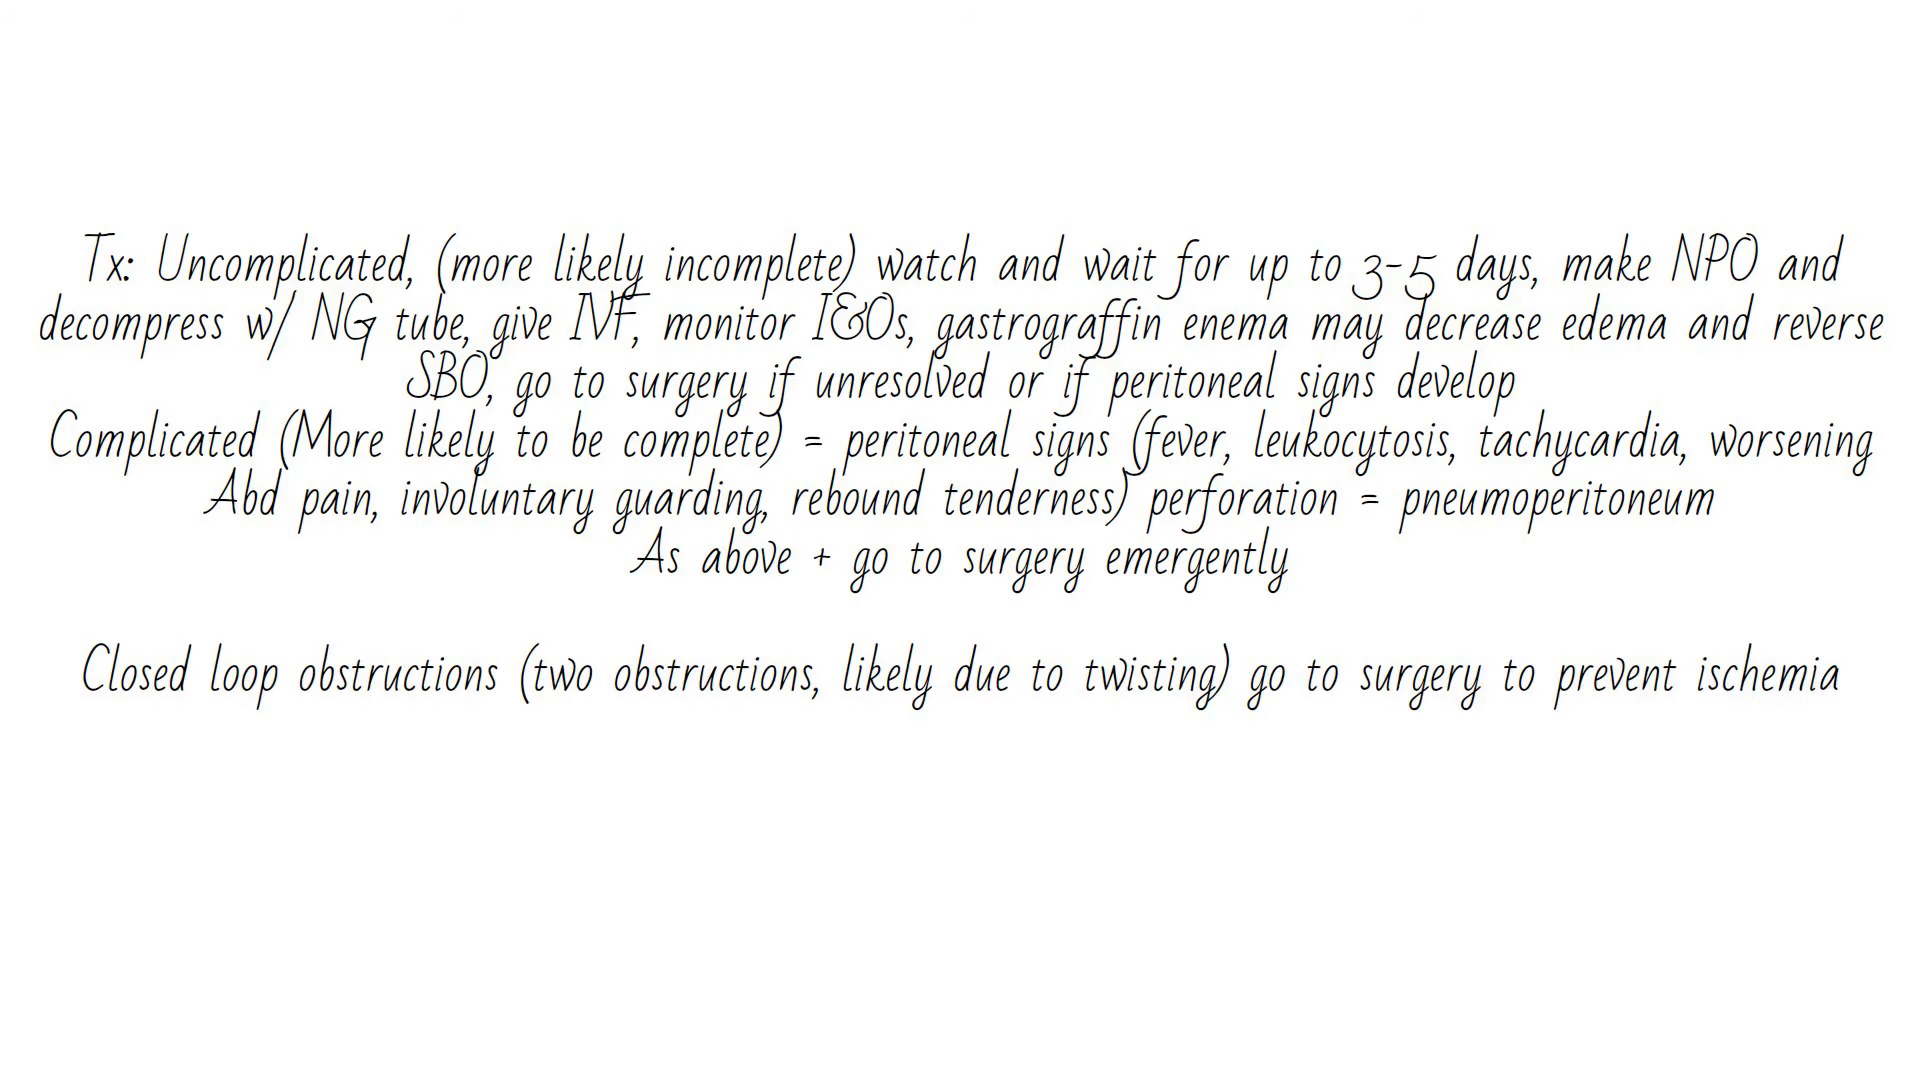 Tx: Uncomplicated, (more likely incomplete) watch and wait for up to 3-5 days, make NPO and
decompress w/ NG tube, give IVF, monitor I&Os, gastrograffin enema may decrease edema and reverse
SBO, go to surgery if unresolved or if peritoneal signs develop
Complicated (More likely to be complete) = peritoneal signs (fever, leukocytosis, tachycardia, worsening
Abd pain, involuntary guarding, rebound tenderness) perforation = pneumoperitoneum
As above + go to surgery emergently
Closed loop obstructions (two obstructions, likely due to twisting) go to surgery to prevent ischemia